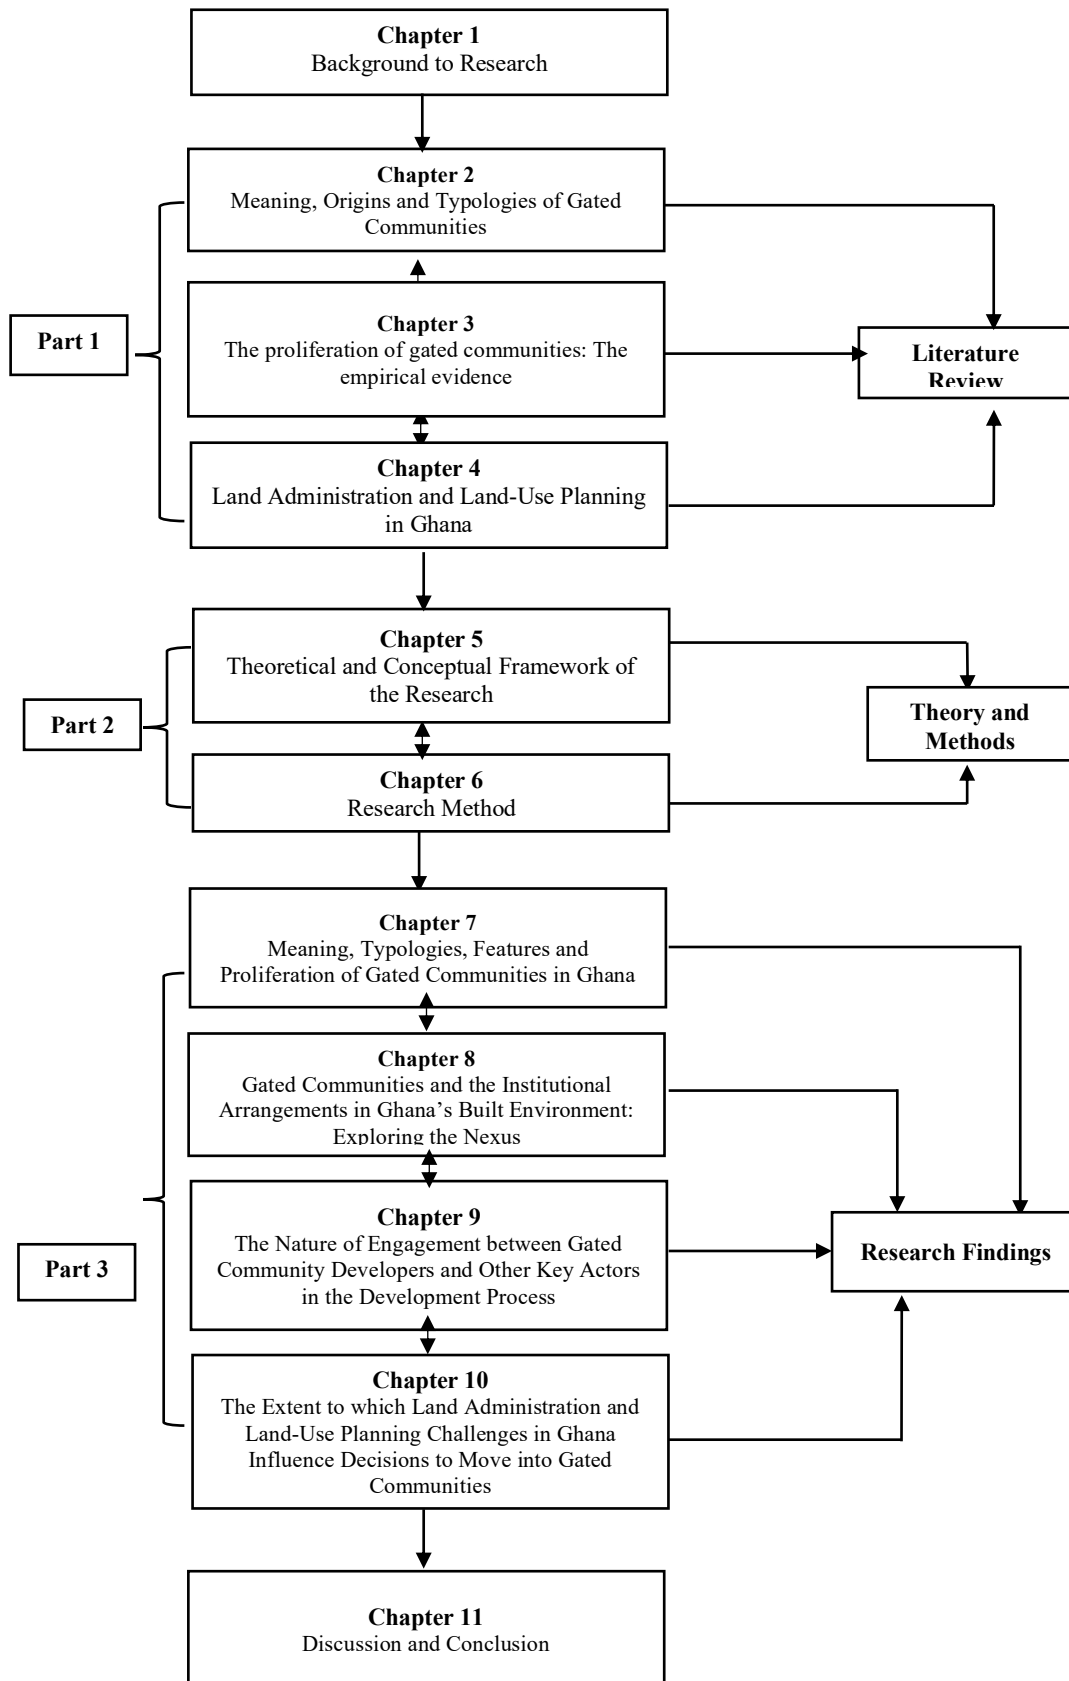 Chapter 1
Background to Research
Chapter 2
Meaning, Origins and Typologies of Gated
Communities
Part 1
Chapter 3
The proliferation of gated communities: The
empirical evidence
Literature
Review
Chapter 4
Land Administration and Land-Use Planning
in Ghana
Chapter 5
Theoretical and Conceptual Framework of
the Research
Part 2
Theory and
Methods
Chapter 6
Research Method
Chapter 7
Meaning, Typologies, Features and
Proliferation of Gated Communities in Ghana
Chapter 8
Gated Communities and the Institutional
Arrangements in Ghana’s Built Environment:
Exploring the Nexus
Part 3
Chapter 9
The Nature of Engagement between Gated
Community Developers and Other Key Actors
in the Development Process
Research Findings
Chapter 10
The Extent to which Land Administration and
Land-Use Planning Challenges in Ghana
Influence Decisions to Move into Gated
Communities
Chapter 11
Discussion and Conclusion